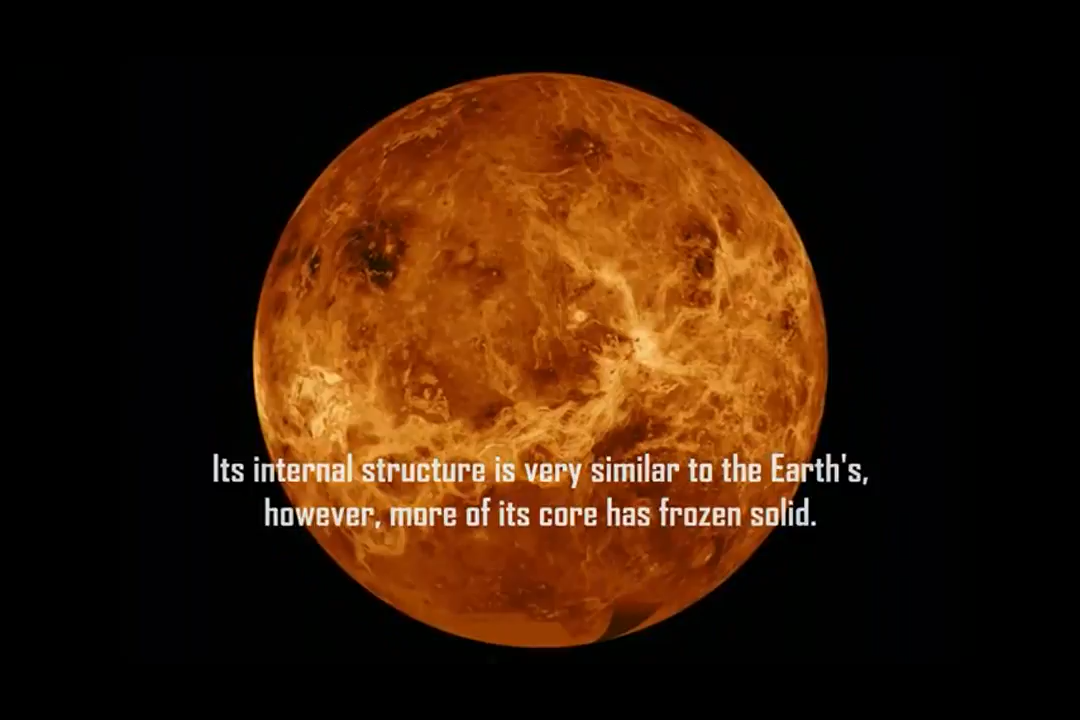 Its internal structure is very similar to the Earth's,
however, more of its core has frozen solid.